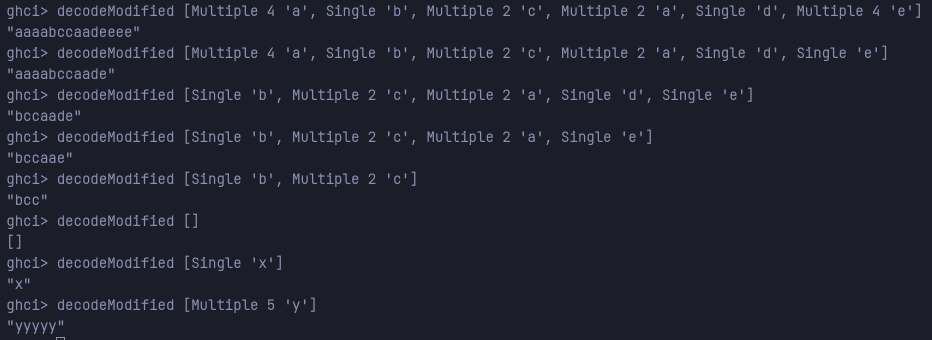 ghci> decodeModified [Multiple 4 'a', Single 'b', Multiple 2 'c', Multiple 2 'a', Single 'd', Multiple 4 'e']
"aaaabccaadeeee"
ghci> decodeModified [Multiple 4 'a', Single 'b', Multiple 2 'c', Multiple 2 'a', Single 'd', Single 'e']
"aaaabccaade"
ghci> decodeModified [Single 'b', Multiple 2 'c', Multiple 2 'a', Single 'd', Single 'e']
"bccaade"
ghci> decodeModified [Single 'b', Multiple 2 'c', Multiple 2 'a', Single 'e']
"bccaae"
ghci> decodeModified [Single 'b', Multiple 2 'c']
"bcc"
ghci> decodeModified []
[]
ghci> decodeModified [Single 'x']
"x"
ghci> decodeModified [Multiple 5 'y']
"yyyyy"